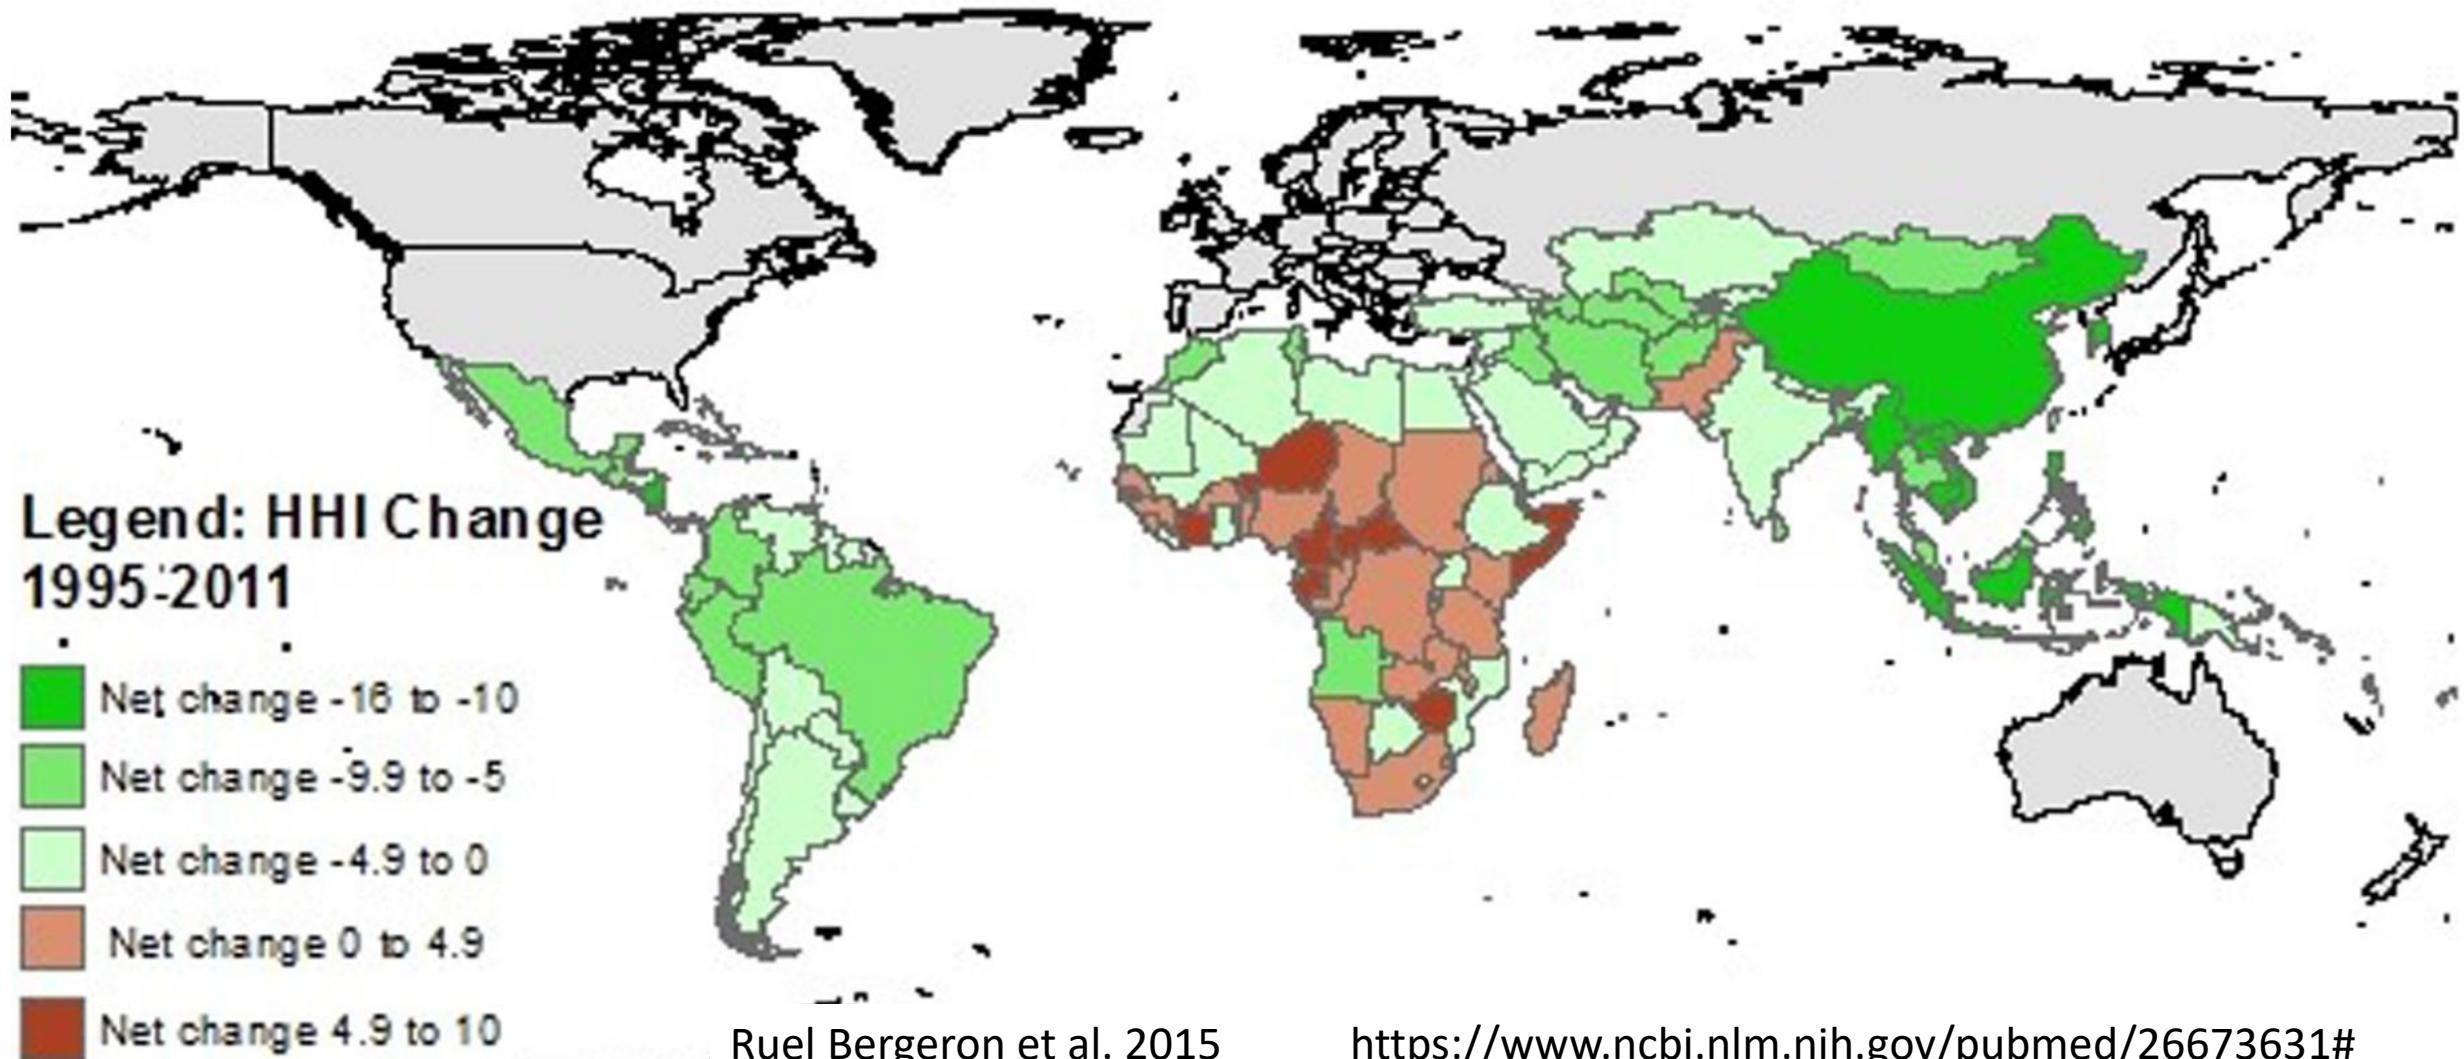 Legend: HHI Change
1995-2011
Net change -16 to -10
Net change -9.9 to -5
Net change -4.9 to 0
Net change 0 to 4.9
Net change 4.9 to 10
Ruel Bergeron et al. 2015 https://www.ncbi.nlm.nih.gov/pubmed/26673631#